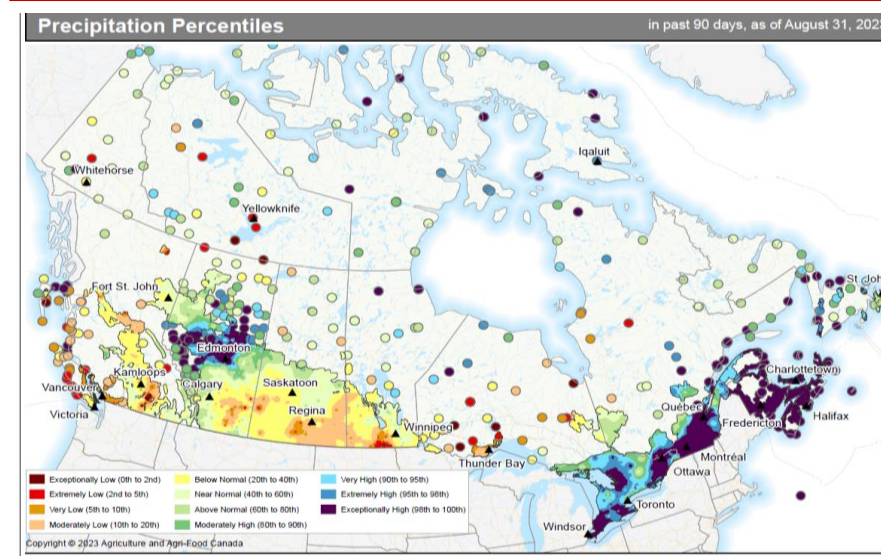 Precipitation Percentiles
in past 90 days, as of August 31, 2023
Iqaluit
Whitehorse
Yellowknife
Fort St. John
St. Joh
Edmonton
Kamloops
Charlottetown
Vancouver
Calgary
Saskatoon
Québec
Victoria
Regina
Winnipeg
Fredericton
Halifax
Thunder Bay
Montréal
Ottawa
Toronto
Windsor
Exceptionally Low (0th to 2nd)
Extremely Low (2nd to 5th)
Very Low (5th to 10th)
Moderately Low (10th to 20th)
Below Normal (20th to 40th)
Near Normal (40th to 60th)
Above Normal (60th to 80th)
Moderately High (80th to 90th)
Very High (90th to 95th)
Extremely High (95th to 98th)
Exceptionally High (98th to 100th)
Copyright © 2023 Agriculture and Agri-Food Canada